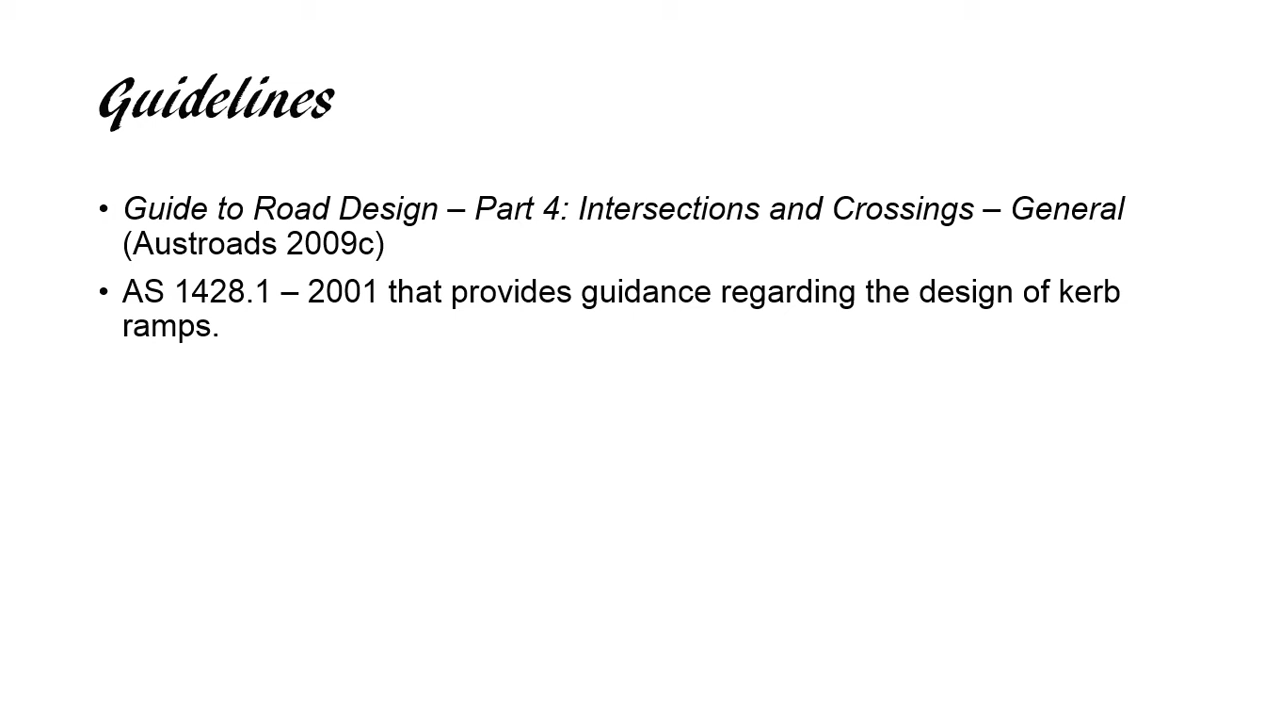 Guidelines
• Guide to Road Design – Part 4: Intersections and Crossings – General
(Austroads 2009c)
• AS 1428.1 – 2001 that provides guidance regarding the design of kerb
ramps.